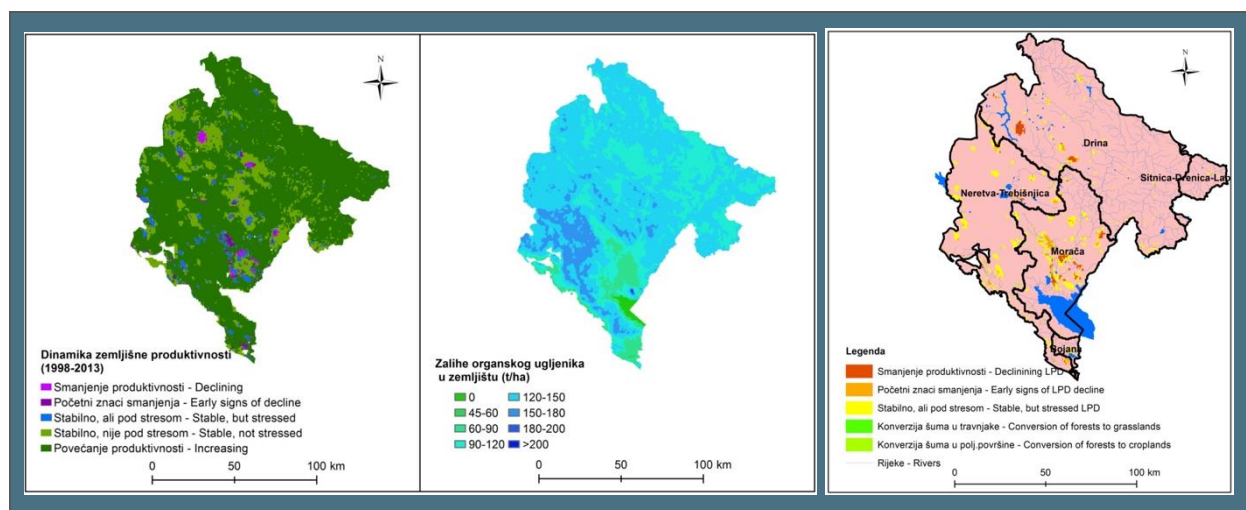 N
Dinamika zemljišne produktivnosti
(1998-2013)
Smanjenje produktivnosti - Declining
Početni znaci smanjenja - Early signs of decline
Stabilno, ali pod stresom - Stable, but stressed
Stabilno, nije pod stresom - Stable, not stressed
Povećanje produktivnosti - Increasing
0 50 100 km
N
Zalihe organskog ugljenika
u zemljištu (t/ha)
0
45-60
60-90
90-120
120-150
150-180
180-200
>200
0 50 100 km
N
Drina
Sitnica-Drenica-Lab
Neretva-Trebišnjica
Morača
Bojana
Legenda
Smanjenje produktivnosti - Declinining LPD
Početni znaci smanjenja - Early signs of LPD decline
Stabilno, ali pod stresom - Stable, but stressed LPD
Konverzija šuma u travnjake - Conversion of forests to grasslands
Konverzija šuma u polj.površine - Conversion of forests to croplands
Rijeke - Rivers
0 50 100 km